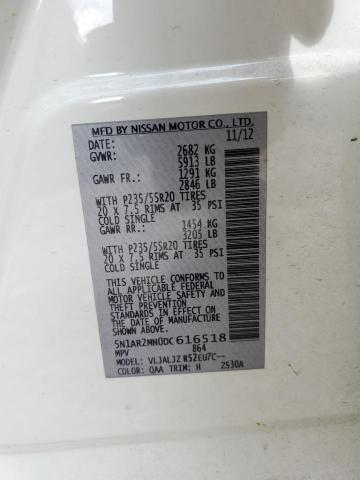 MFD BY NISSAN MOTOR CO., LTD.
DATE: 11/12
GVWR: 2682 KG
5913 LB
GAWR FR.: 1291 KG
2846 LB
WITH P235/55R20 TIRES
20 X 7.5 RIMS AT 35 PSI
COLD SINGLE
GAWR RR.: 1454 KG
3205 LB
WITH P235/55R20 TIRES
20 X 7.5 RIMS AT 35 PSI
COLD SINGLE
THIS VEHICLE CONFORMS TO
ALL APPLICABLE FEDERAL
MOTOR VEHICLE SAFETY
STANDARDS IN EFFECT ON
THE DATE OF MANUFACTURE
SHOWN ABOVE.
5N1AR2MN0DC616518
MPV 864
MODEL: VLJALJZ R52EU7C--
COLOR: QAA TRIM: H 2S30A